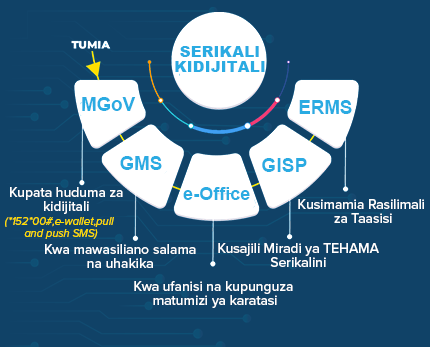 TUMIA
SERIKALI
KIDIJITALI
MGoV
GMS
e-Office
GISP
ERMS
Kupata huduma za
kidijitali
(*152*00#,e-wallet,pull
and push SMS)
Kwa mawasiliano salama
na uhakika
Kwa ufanisi na kupunguza
matumizi ya karatasi
Kusajili Miradi ya TEHAMA
Serikalini
Kusimamia Rasilimali
za Taasisi